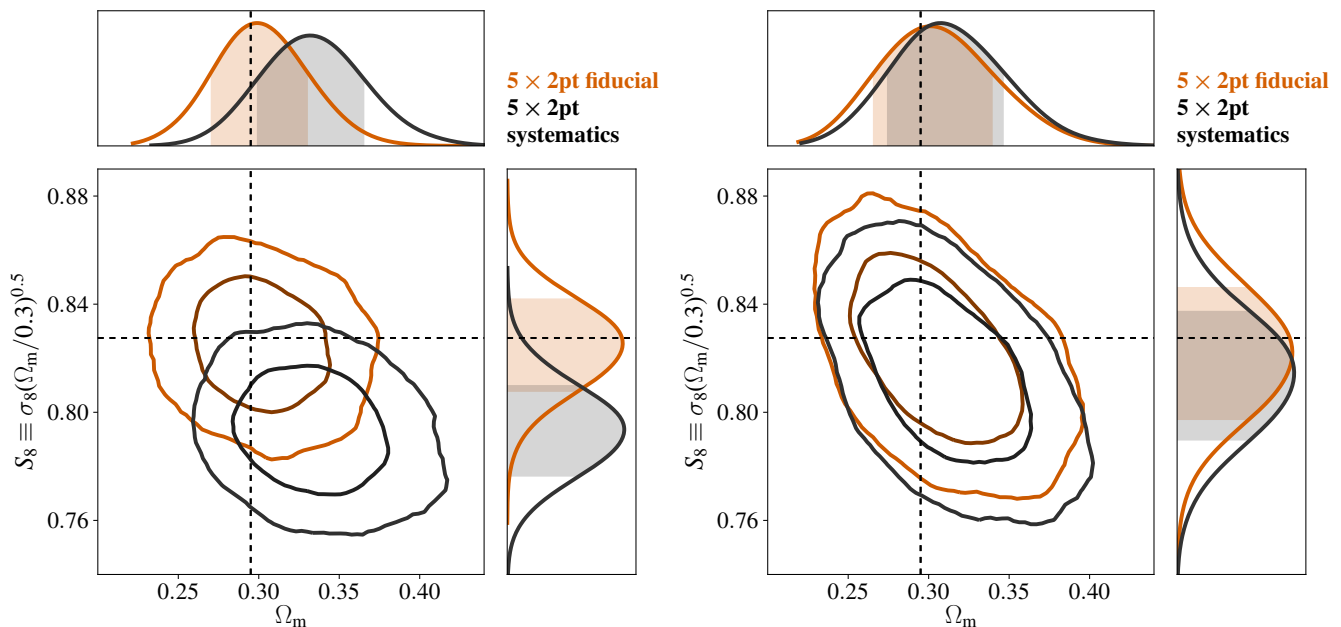 5 × 2pt fiducial
5 × 2pt
systematics
0.88
0.84
0.80
0.76
S₈ ≡ σ₈(Ωₘ/0.3)⁰·⁵
0.25 0.30 0.35 0.40
Ωₘ
5 × 2pt fiducial
5 × 2pt
systematics
0.88
0.84
0.80
0.76
S₈ ≡ σ₈(Ωₘ/0.3)⁰·⁵
0.25 0.30 0.35 0.40
Ωₘ